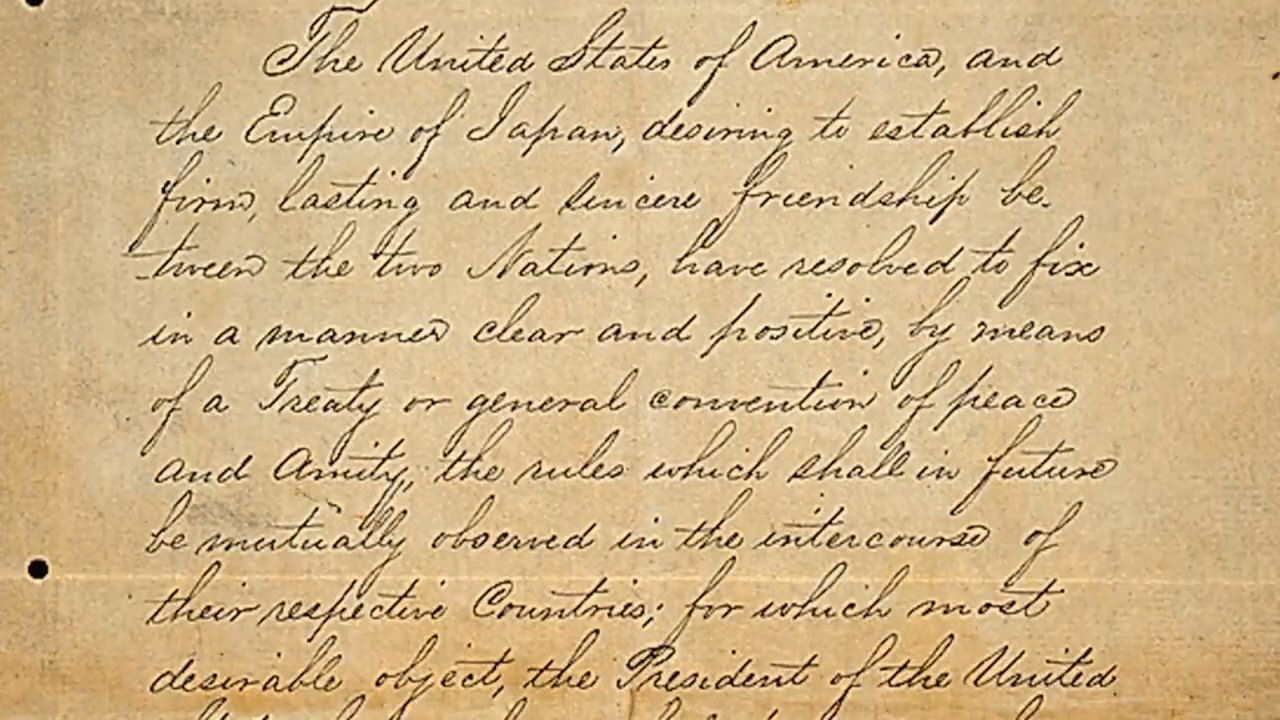 The United States of America, and
the Empire of Japan, desiring to establish
firm, lasting and sincere friendship be-
tween the two Nations, have resolved to fix
in a manner clear and positive, by means
of a Treaty or general convention of peace
and Amity, the rules which shall in future
be mutually observed in the intercourse of
their respective Countries; for which most
desirable object, the President of the United